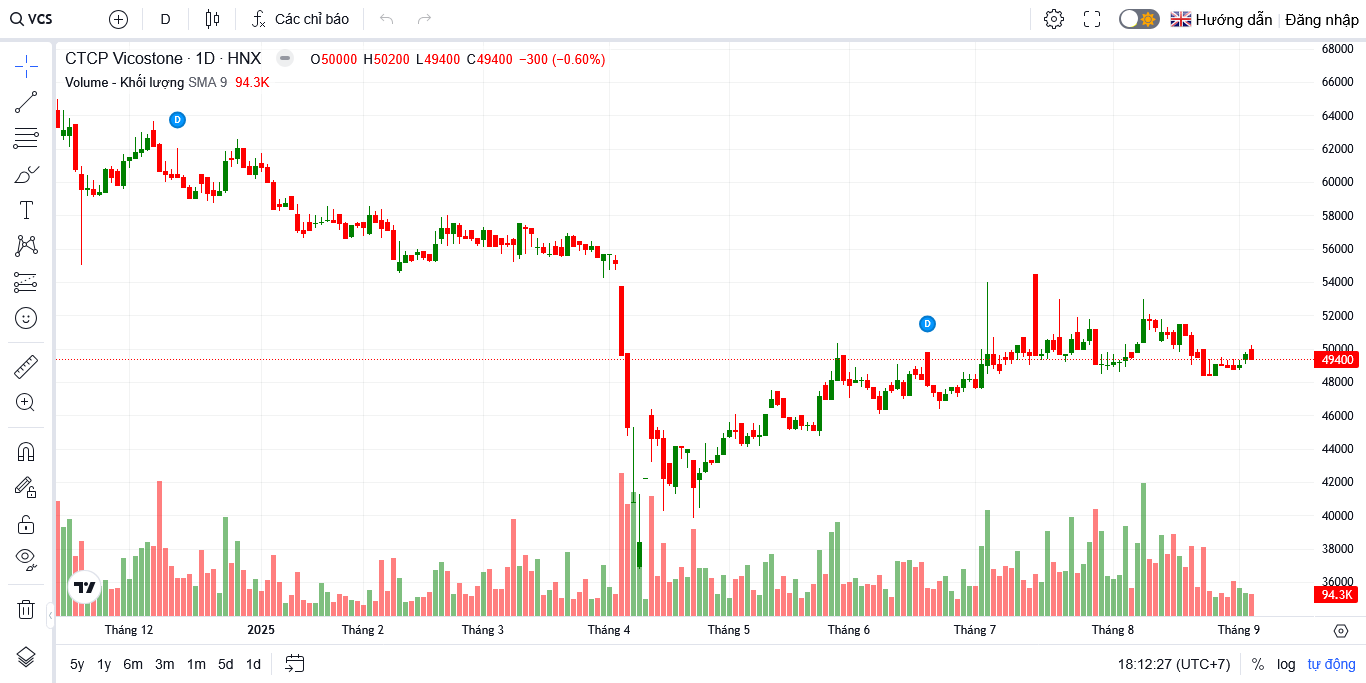 VCS
D
Các chỉ báo
Hướng dẫn
Đăng nhập
CTCP Vicostone · 1D · HNX
O50000 H50200 L49400 C49400 −300 (−0.60%)
Volume - Khối lượng SMA 9 94.3K
D
D
68000
66000
64000
62000
60000
58000
56000
54000
52000
50000
49400
48000
46000
44000
42000
40000
38000
36000
94.3K
Tháng 12
2025
Tháng 2
Tháng 3
Tháng 4
Tháng 5
Tháng 6
Tháng 7
Tháng 8
Tháng 9
5y 1y 6m 3m 1m 5d 1d
18:12:27 (UTC+7)
% log tự động